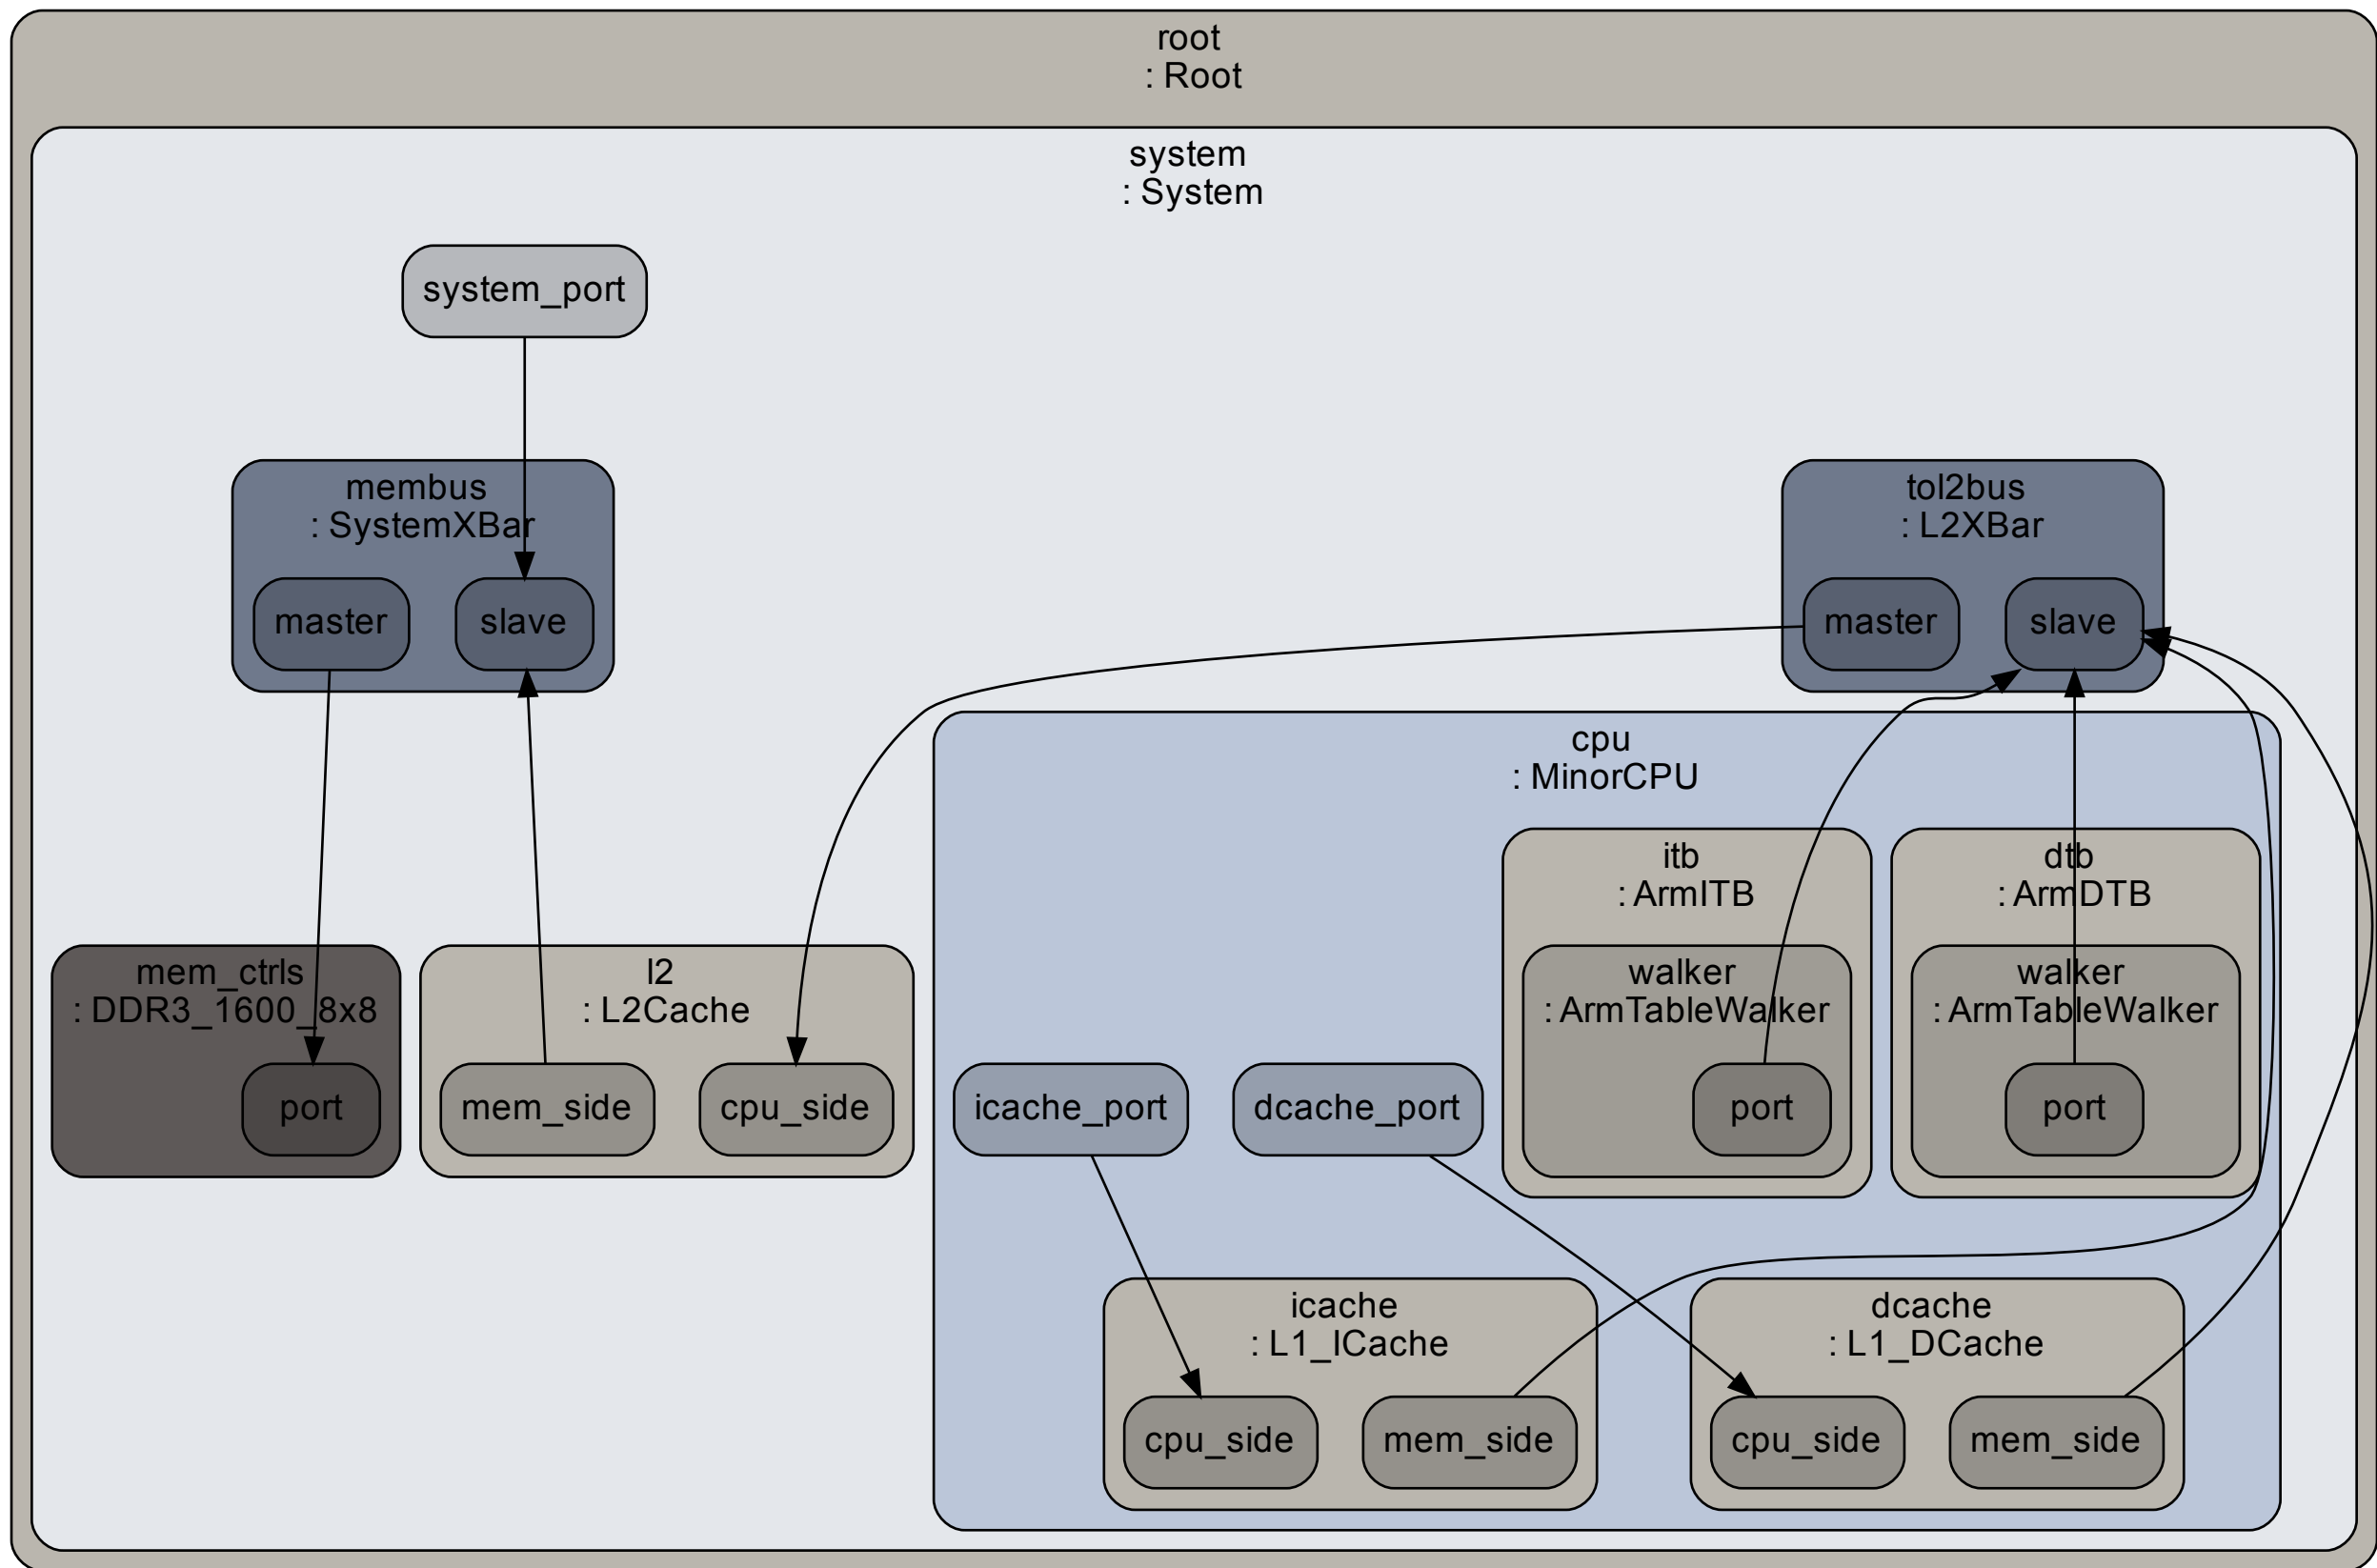 root
: Root
system
: System
system_port
membus
: SystemXBar
master
slave
tol2bus
: L2XBar
master
slave
cpu
: MinorCPU
itb
: ArmITB
walker
: ArmTableWalker
port
dtb
: ArmDTB
walker
: ArmTableWalker
port
mem_ctrls
: DDR3_1600_8x8
port
l2
: L2Cache
mem_side
cpu_side
icache_port
dcache_port
icache
: L1_ICache
cpu_side
mem_side
dcache
: L1_DCache
cpu_side
mem_side